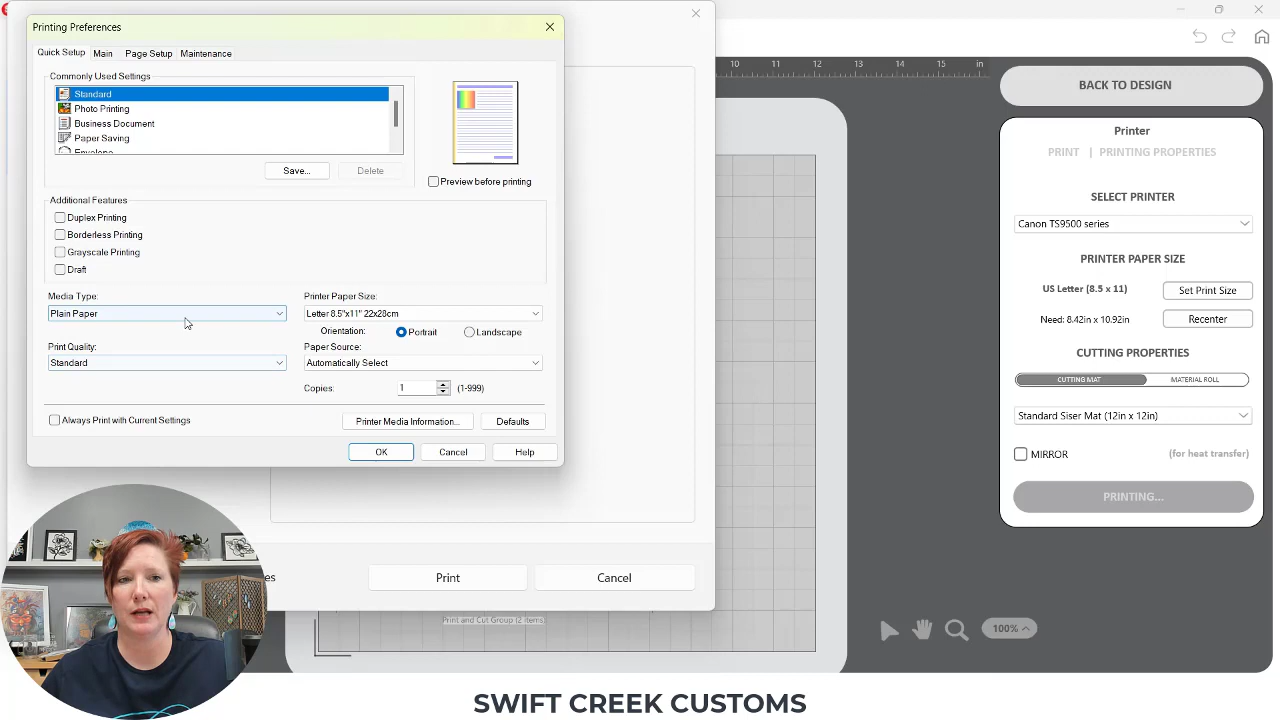 Printing Preferences
Quick Setup Main Page Setup Maintenance
Commonly Used Settings
Standard
Photo Printing
Business Document
Paper Saving
Envelope
Save... Delete
Preview before printing
Additional Features
Duplex Printing
Borderless Printing
Grayscale Printing
Draft
Media Type: Printer Paper Size:
Plain Paper Letter 8.5"x11" 22x28cm
Orientation: Portrait Landscape
Print Quality: Paper Source:
Standard Automatically Select
Copies: 1 (1-999)
Always Print with Current Settings Printer Media Information... Defaults
OK Cancel Help
es Print Cancel
Print and Cut Group (2 items)
10 11 12 13 14 15 in
100%
BACK TO DESIGN
Printer
PRINT | PRINTING PROPERTIES
SELECT PRINTER
Canon TS9500 series
PRINTER PAPER SIZE
US Letter (8.5 x 11) Set Print Size
Need: 8.42in x 10.92in Recenter
CUTTING PROPERTIES
CUTTING MAT MATERIAL ROLL
Standard Siser Mat (12in x 12in)
MIRROR (for heat transfer)
PRINTING...
SWIFT CREEK CUSTOMS